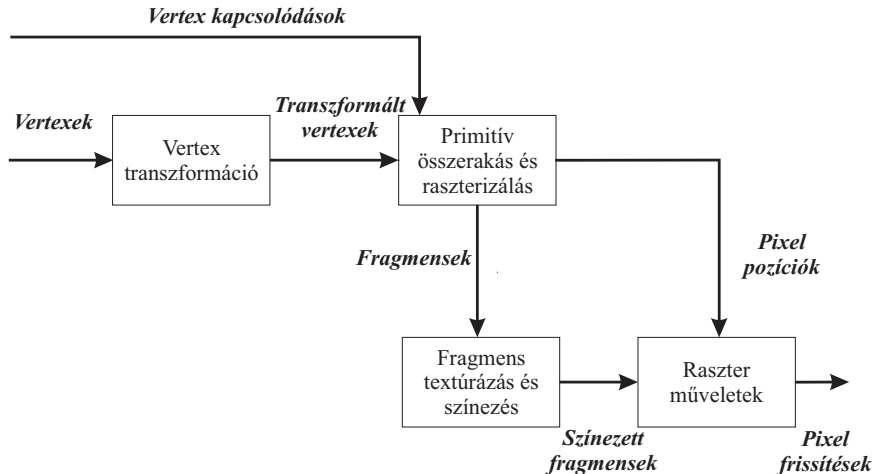 Vertex kapcsolódások
Vertexek
Vertex
transzformáció
Transzformált
vertexek
Primitív
összerakás és
raszterizálás
Fragmensek
Pixel
pozíciók
Fragmens
textúrázás és
színezés
Raszter
műveletek
Színezett
fragmensek
Pixel
frissítések